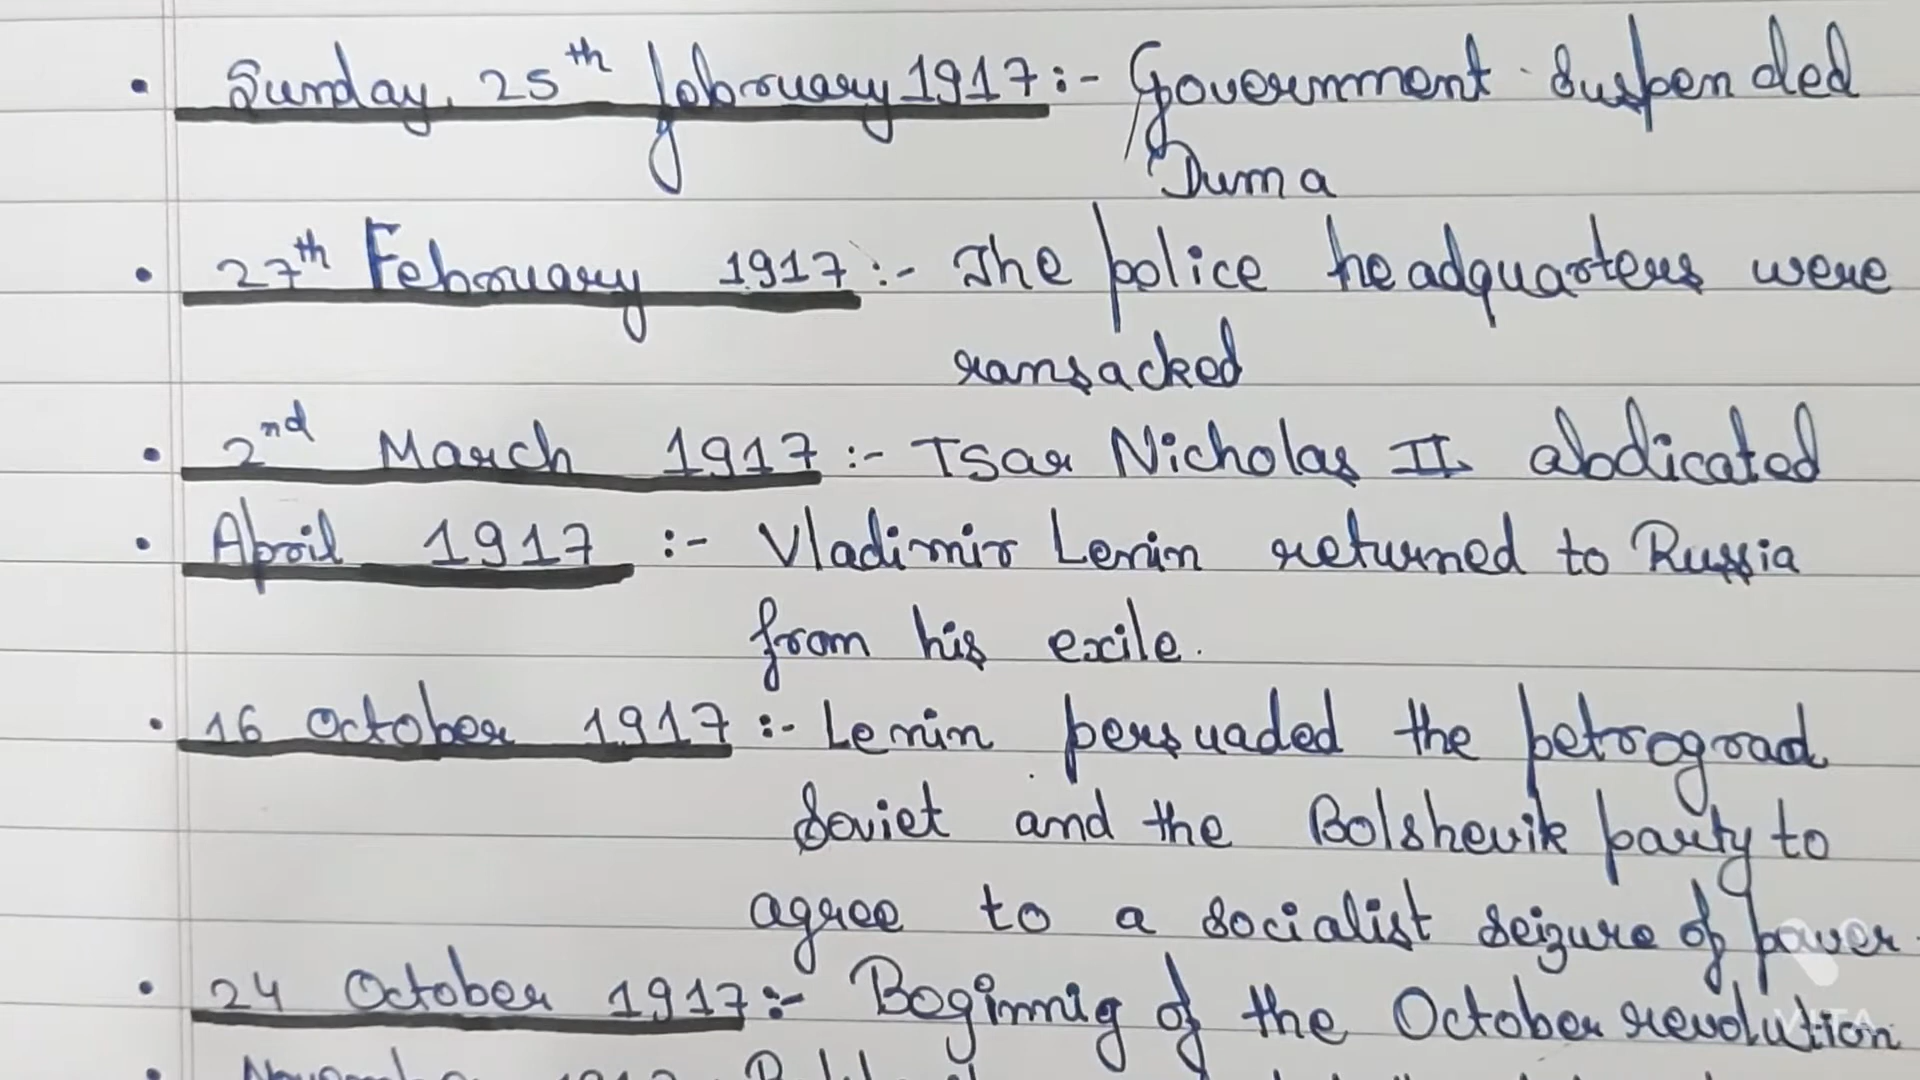 • Sunday, 25th february 1917 :- Government suspended
Duma
• 27th February 1917 :- The police headquarters were
ransacked
• 2nd March 1917 :- Tsar Nicholas II abdicated
• April 1917 :- Vladimir Lenin returned to Russia
from his exile.
• 16 October 1917 :- Lenin persuaded the petrograd
Soviet and the Bolshevik party to
agree to a socialist seizure of power.
• 24 October 1917 :- Beginnig of the October revolution
VITA